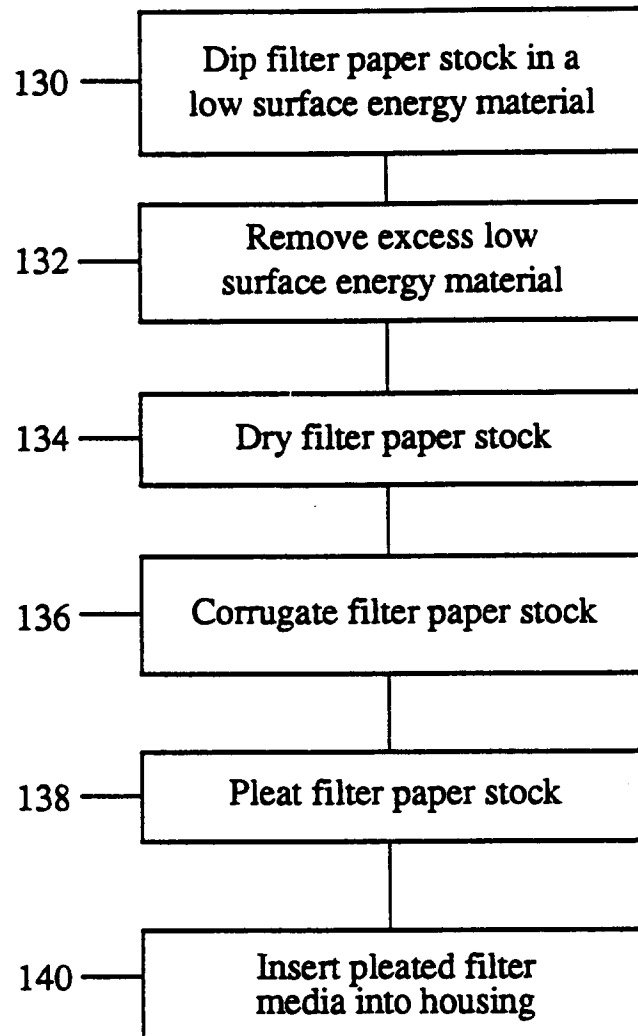 130
Dip filter paper stock in a
low surface energy material
132
Remove excess low
surface energy material
134
Dry filter paper stock
136
Corrugate filter paper stock
138
Pleat filter paper stock
140
Insert pleated filter
media into housing